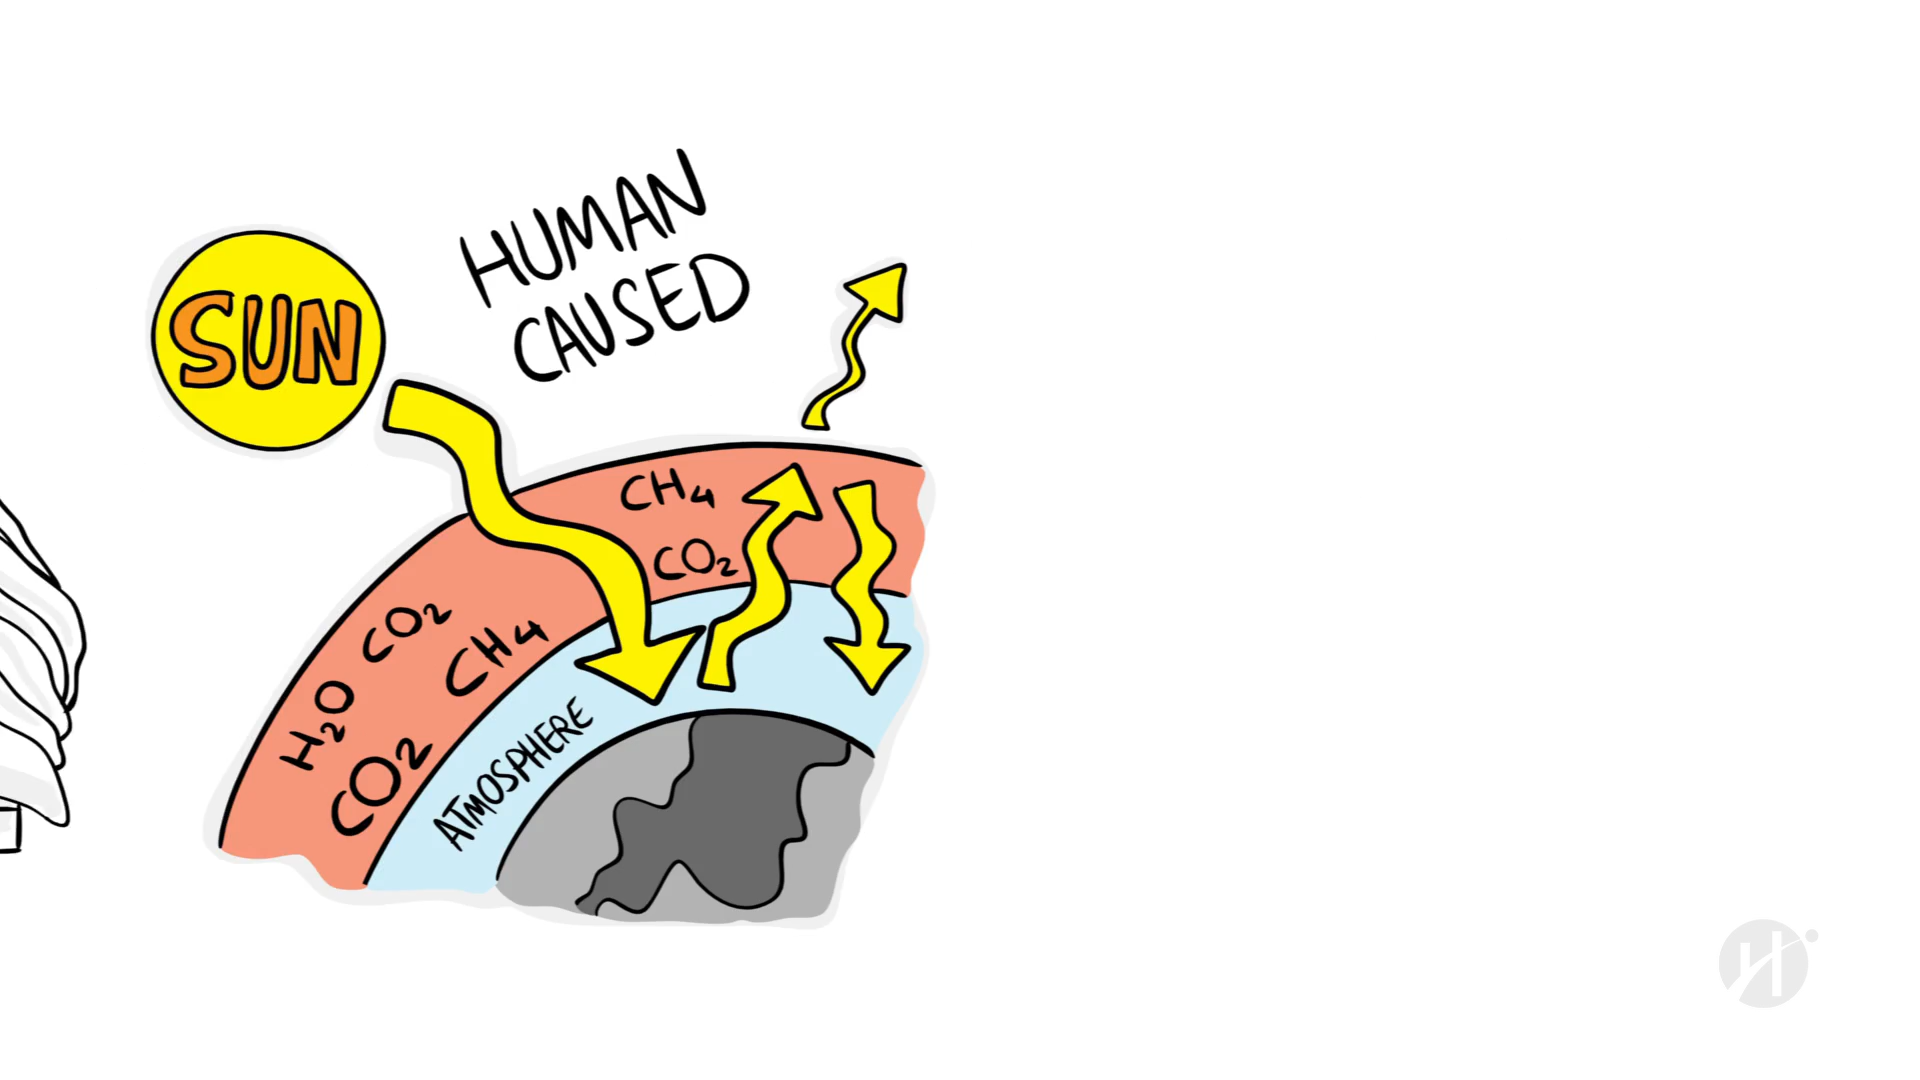 HUMAN
CAUSED
SUN
CH₄
CO₂
CO₂
CH₄
H₂O
CO₂
ATMOSPHERE
H